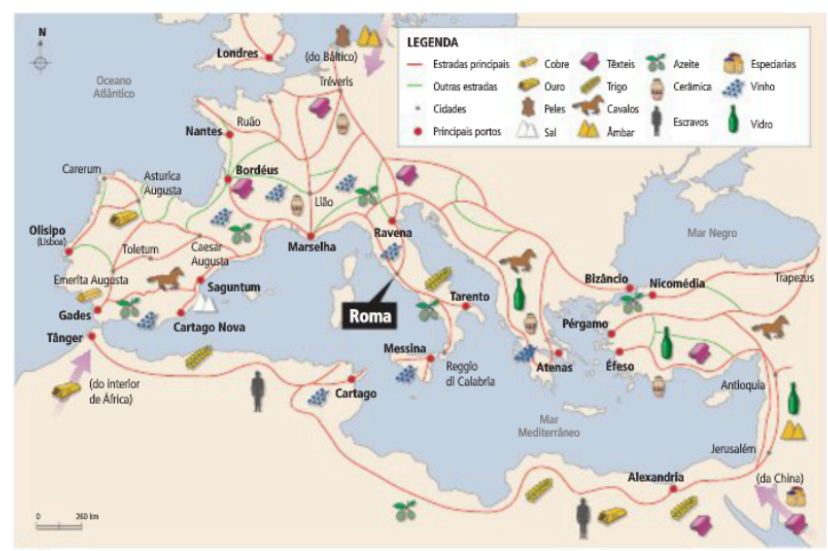 N
Oceano
Atlântico
Londres
(do Báltico)
Tréveris
LEGENDA
Estradas principais
Outras estradas
Cidades
Principais portos
Cobre
Ouro
Peles
Sal
Têxteis
Trigo
Cavalos
Âmbar
Azeite
Cerâmica
Escravos
Especiarias
Vinho
Vidro
Ruão
Nantes
Bordéus
Carerum
Asturica
Augusta
Lião
Olisipo
(Lisboa)
Toletum
Caesar
Augusta
Marselha
Ravena
Mar Negro
Emerita Augusta
Saguntum
Bizâncio
Nicomédia
Trapezus
Gades
Cartago Nova
Roma
Tarento
Pérgamo
Tânger
Messina
Reggio
di Calabria
Atenas
Éfeso
(do interior
de África)
Cartago
Antioquia
Mar
Mediterrâneo
Jerusalém
Alexandria
(da China)
0 260 km